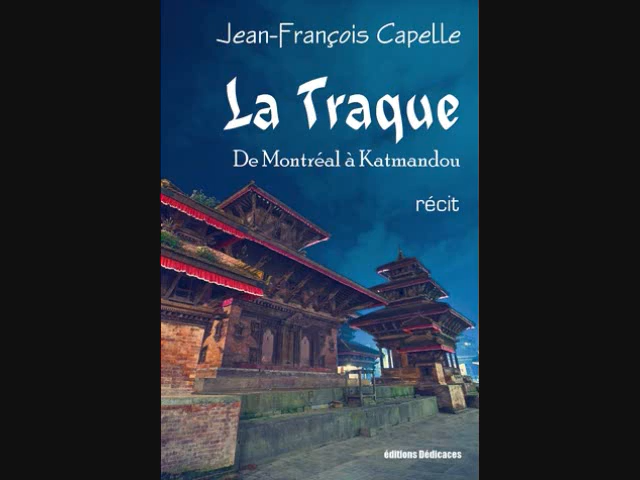 Jean-François Capelle
La Traque
De Montréal à Katmandou
récit
éditions Dédicaces